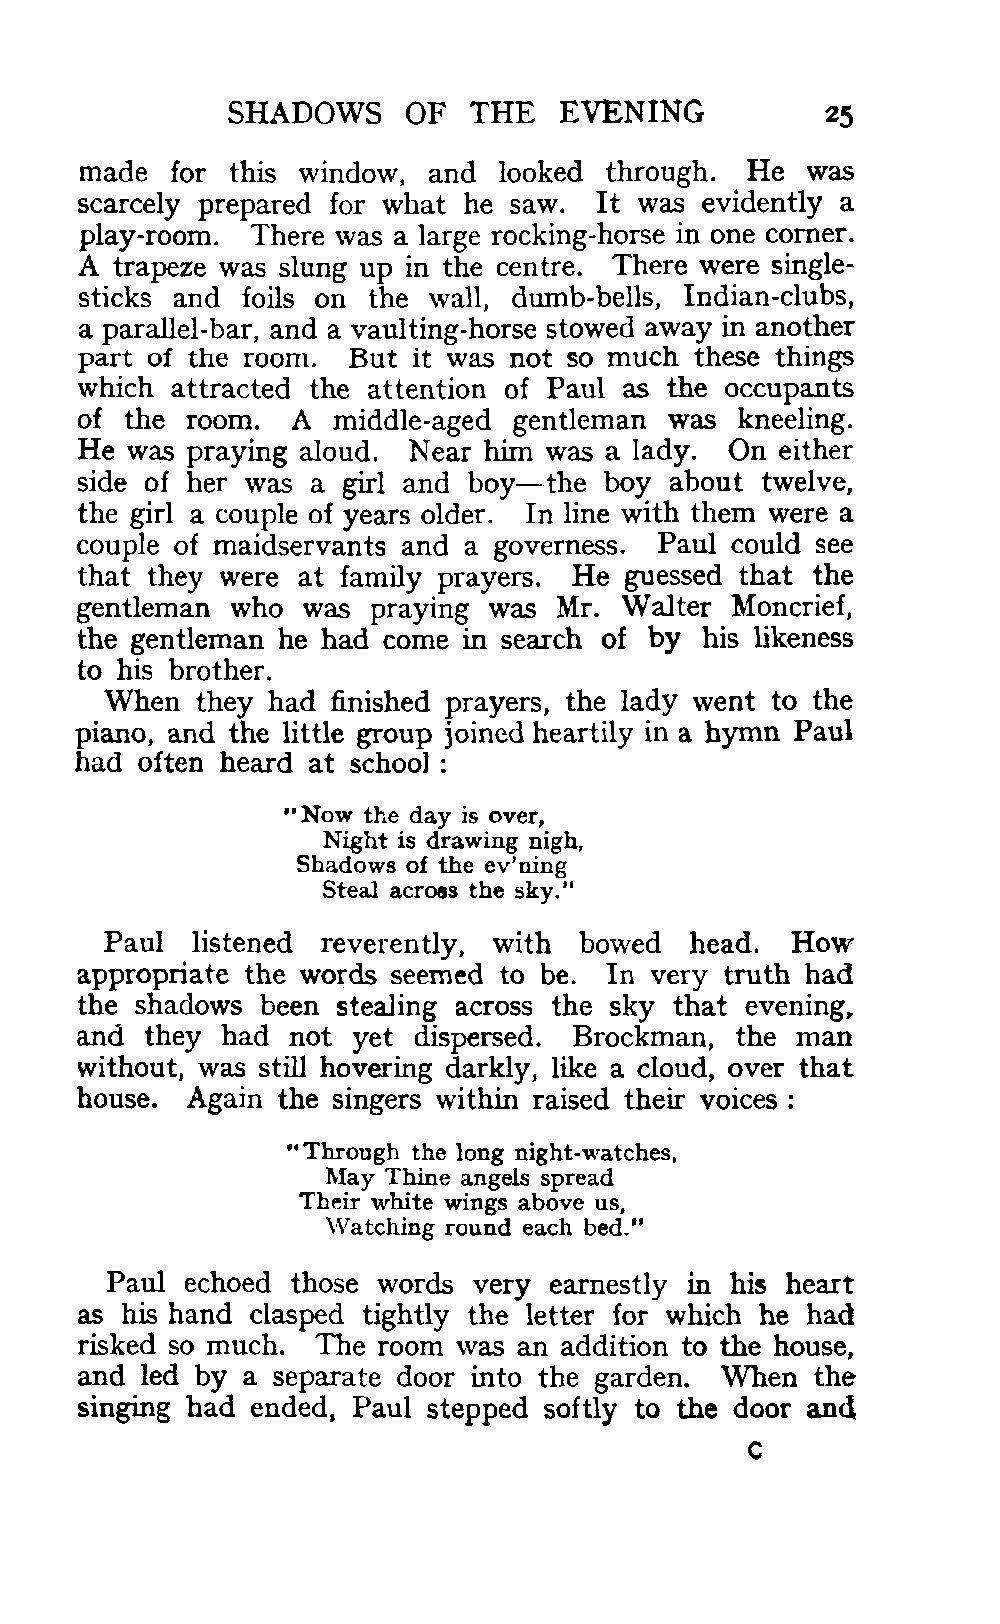 SHADOWS OF THE EVENING 25
made for this window, and looked through. He was
scarcely prepared for what he saw. It was evidently a
play-room. There was a large rocking-horse in one corner.
A trapeze was slung up in the centre. There were single-
sticks and foils on the wall, dumb-bells, Indian-clubs,
a parallel-bar, and a vaulting-horse stowed away in another
part of the room. But it was not so much these things
which attracted the attention of Paul as the occupants
of the room. A middle-aged gentleman was kneeling.
He was praying aloud. Near him was a lady. On either
side of her was a girl and boy—the boy about twelve,
the girl a couple of years older. In line with them were a
couple of maidservants and a governess. Paul could see
that they were at family prayers. He guessed that the
gentleman who was praying was Mr. Walter Moncrief,
the gentleman he had come in search of by his likeness
to his brother.
When they had finished prayers, the lady went to the
piano, and the little group joined heartily in a hymn Paul
had often heard at school :
"Now the day is over,
Night is drawing nigh,
Shadows of the ev'ning
Steal across the sky."
Paul listened reverently, with bowed head. How
appropriate the words seemed to be. In very truth had
the shadows been stealing across the sky that evening,
and they had not yet dispersed. Brockman, the man
without, was still hovering darkly, like a cloud, over that
house. Again the singers within raised their voices :
"Through the long night-watches,
May Thine angels spread
Their white wings above us,
Watching round each bed."
Paul echoed those words very earnestly in his heart
as his hand clasped tightly the letter for which he had
risked so much. The room was an addition to the house,
and led by a separate door into the garden. When the
singing had ended, Paul stepped softly to the door and
C